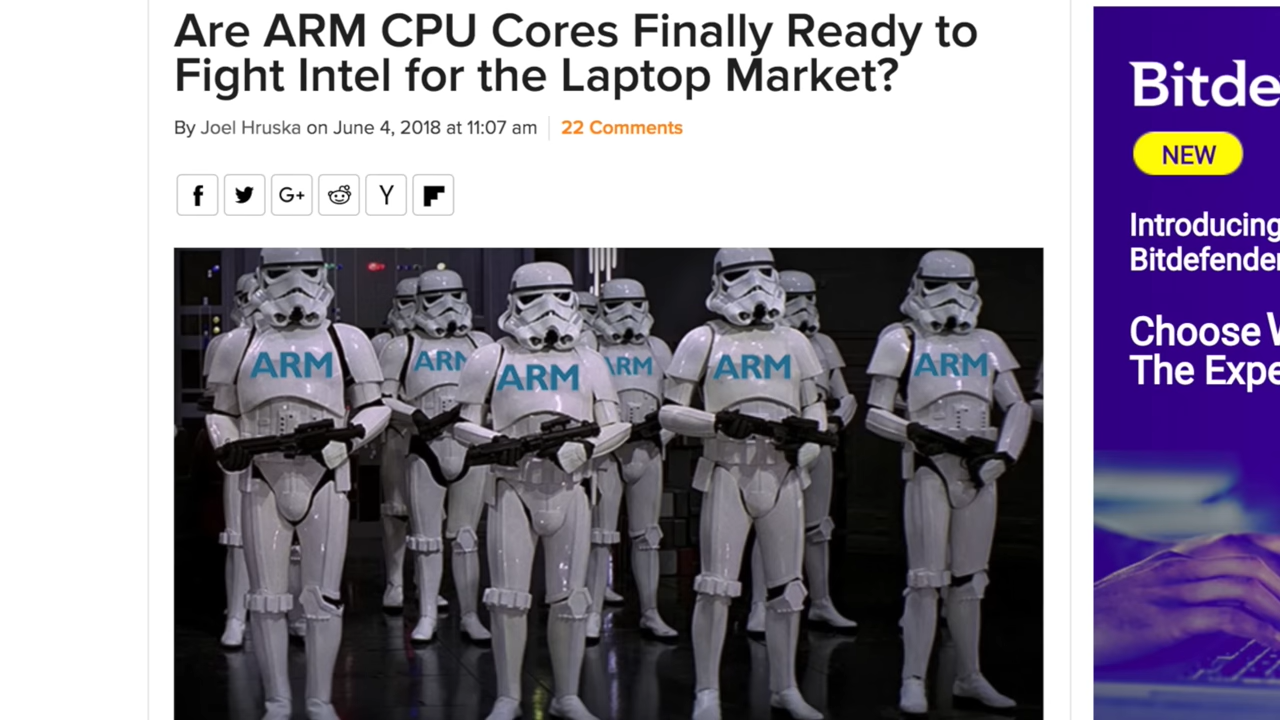 Are ARM CPU Cores Finally Ready to
Fight Intel for the Laptop Market?
By Joel Hruska on June 4, 2018 at 11:07 am
22 Comments
f
G+
Y
ARM
ARM
ARM
ARM
ARM
ARM
Bitde
NEW
Introducing
Bitdefender
Choose
The Expe